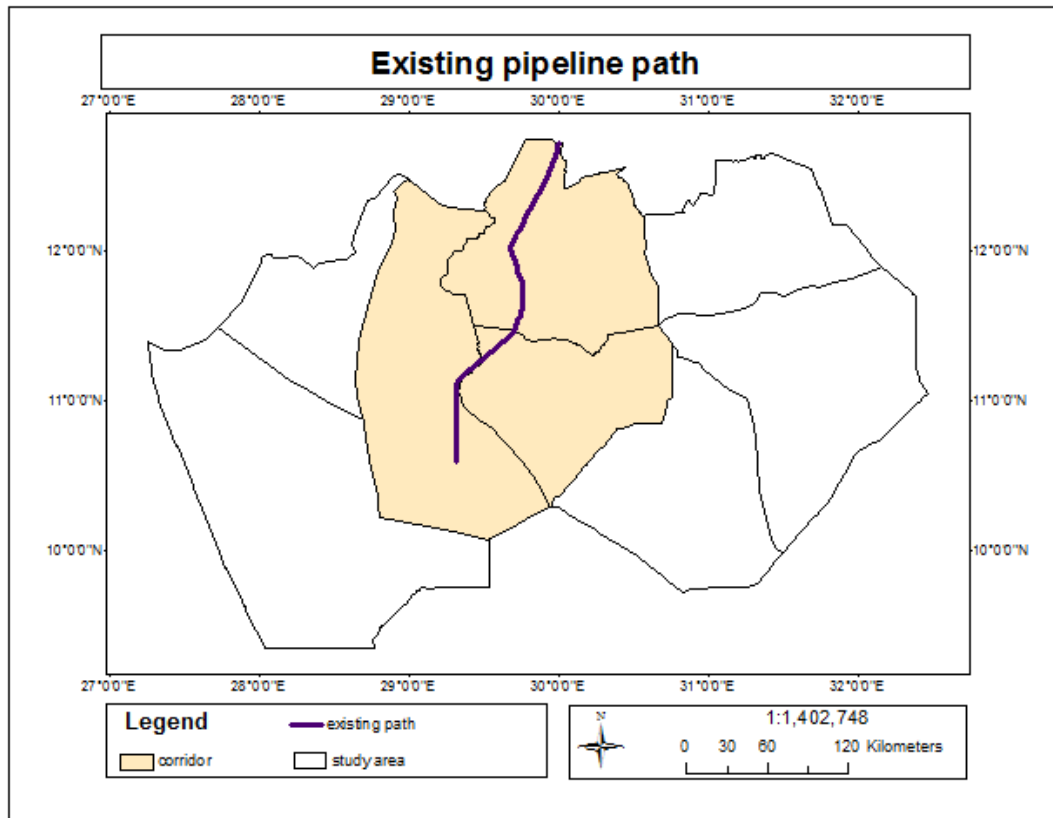 Existing pipeline path
27°0'0"E 28°0'0"E 29°0'0"E 30°0'0"E 31°0'0"E 32°0'0"E
12°0'0"N 12°0'0"N
11°0'0"N 11°0'0"N
10°0'0"N 10°0'0"N
27°0'0"E 28°0'0"E 29°0'0"E 30°0'0"E 31°0'0"E 32°0'0"E
Legend
existing path
corridor
study area
N
1:1,402,748
0 30 60 120 Kilometers